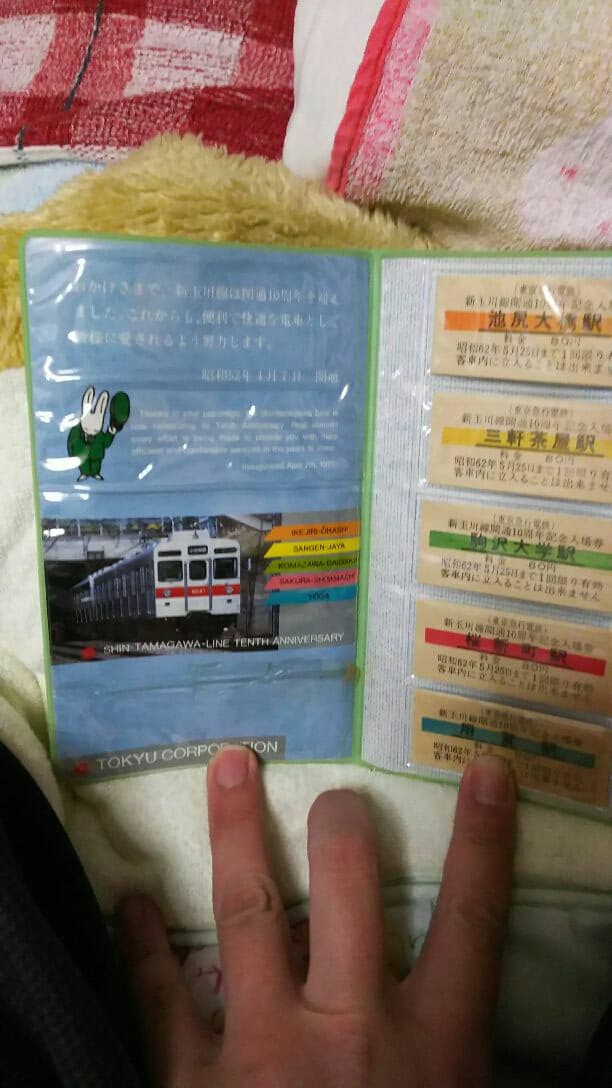 おかげさまで、新玉川線は開通10周年を迎え
ました。これからも、便利で快適な電車として
皆様に愛されるよう努力します。
昭和52年4月7日 開通
IKEJIRI-OHASHI
SANGEN-JAYA
KOMAZAWA-DAIGAKU
SAKURA-SHINMACHI
YOGA
SHIN-TAMAGAWA-LINE TENTH ANNIVERSARY
TOKYU CORPORATION
(東京急行電鉄)
新玉川線開通10周年記念入場券
池尻大橋駅
料金 80円
昭和62年5月25日まで1回限り有
客車内に立入ることは出来ま
(東京急行電鉄)
新玉川線開通10周年記念入場
三軒茶屋駅
料金 80円
昭和62年5月25日まで1回限り有
客車内に立入ることは出来ませ
(東京急行電鉄)
新玉川線開通10周年記念入場券
駒沢大学駅
料金 80円
昭和62年5月25日まで1回限り有効
客車内に立入ることは出来ません
(東京急行電鉄)
新玉川線開通10周年記念入場券
桜新町駅
料金 80円
昭和62年5月25日まで1回限り有効
客車内に立入ることは出来ません
(東京急行電鉄)
新玉川線開通10周年記念入場券
用賀駅
料金
昭和62年5月
客車内に